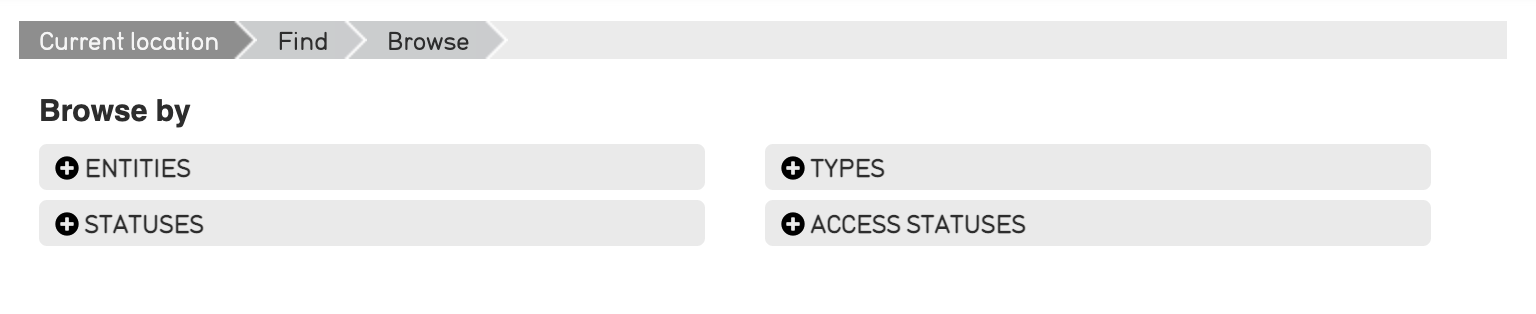 Current location Find Browse
Browse by
ENTITIES TYPES
STATUSES ACCESS STATUSES